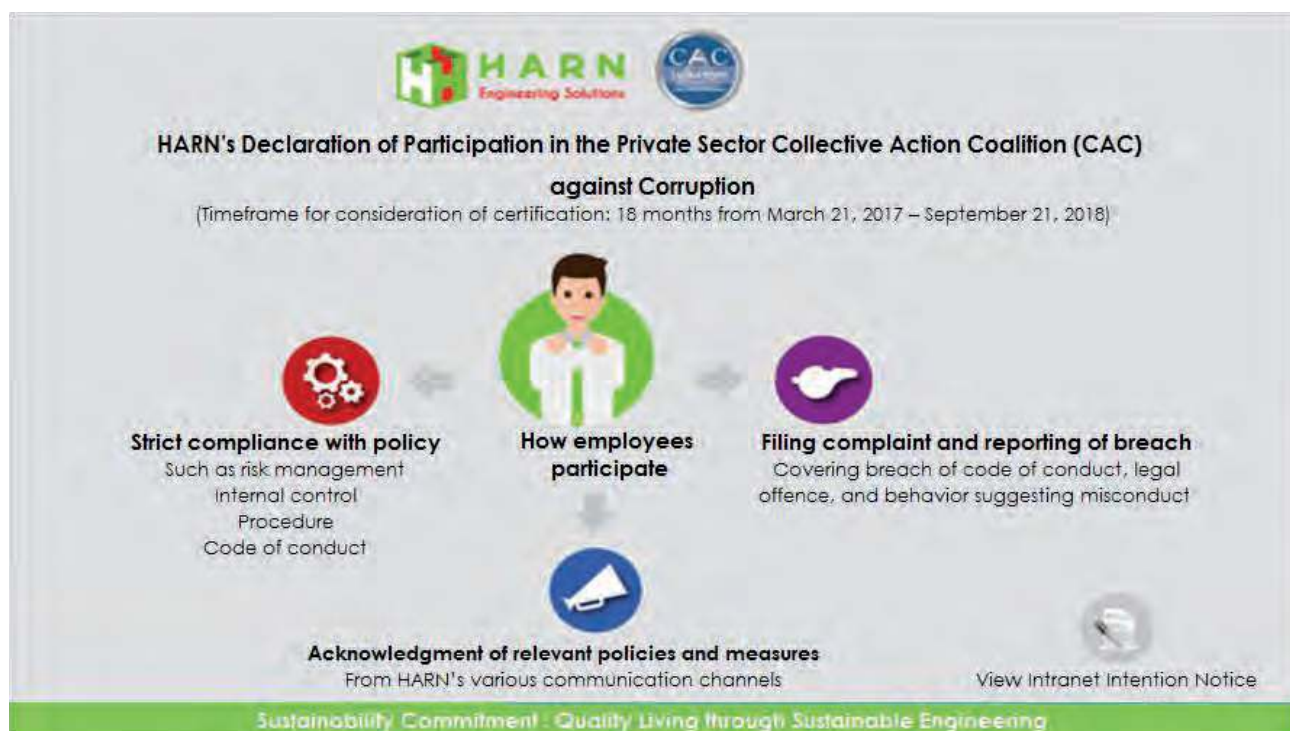 HARN
Engineering Solutions
CAC
HARN's Declaration of Participation in the Private Sector Collective Action Coalition (CAC)
against Corruption
(Timeframe for consideration of certification: 18 months from March 21, 2017 – September 21, 2018)
Strict compliance with policy
Such as risk management
Internal control
Procedure
Code of conduct
How employees
participate
Filing complaint and reporting of breach
Covering breach of code of conduct, legal
offence, and behavior suggesting misconduct
Acknowledgment of relevant policies and measures
From HARN's various communication channels
View Intranet Intention Notice
Sustainability Commitment : Quality Living through Sustainable Engineering